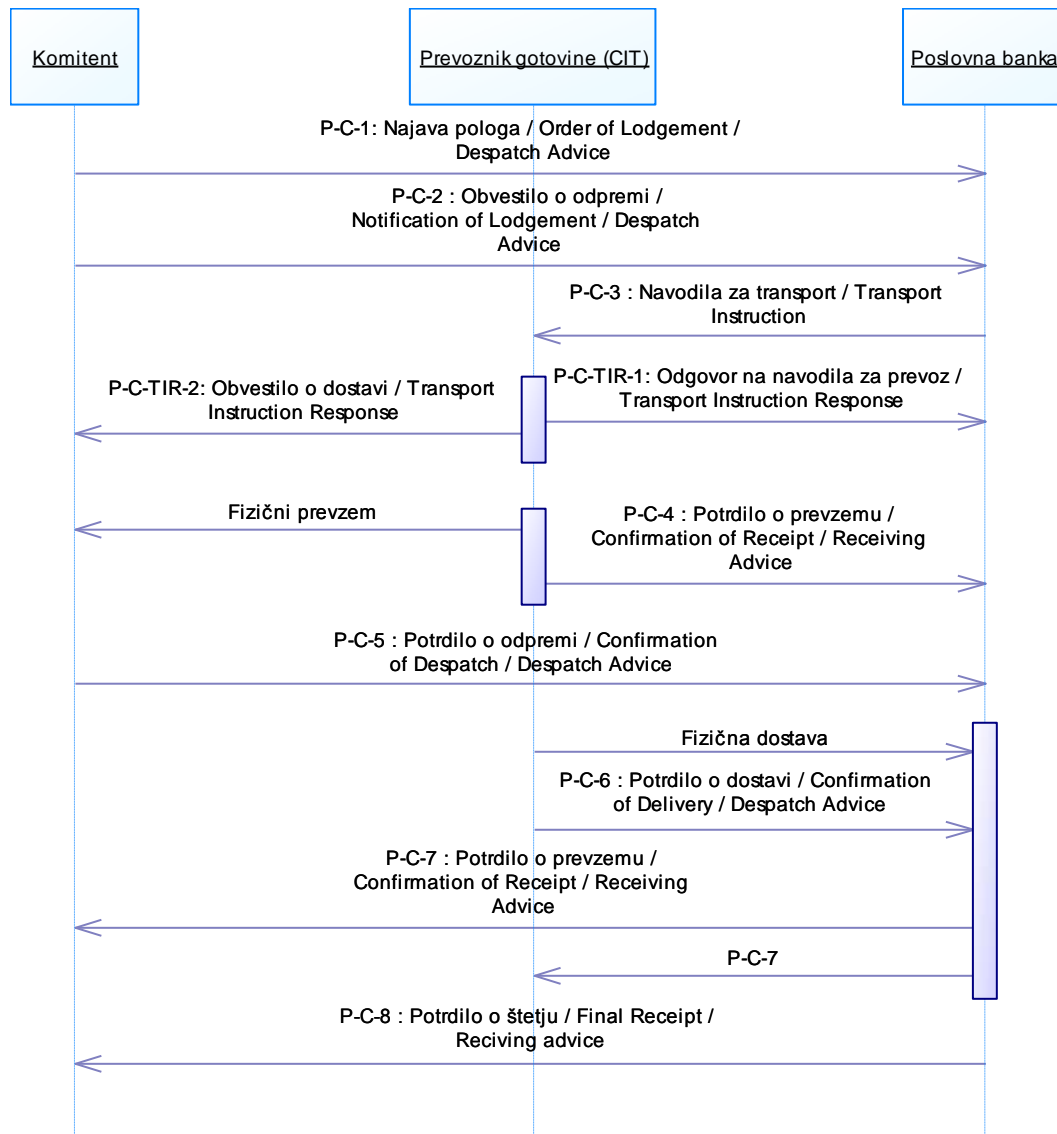 Komitent
Prevoznik gotovine (CIT)
Poslovna banka
P-C-1: Najava pologa / Order of Lodgement /
Despatch Advice
P-C-2 : Obvestilo o odpremi /
Notification of Lodgement / Despatch
Advice
P-C-3 : Navodila za transport / Transport
Instruction
P-C-TIR-2: Obvestilo o dostavi / Transport
Instruction Response
P-C-TIR-1: Odgovor na navodila za prevoz /
Transport Instruction Response
Fizični prevzem
P-C-4 : Potrdilo o prevzemu /
Confirmation of Receipt / Receiving
Advice
P-C-5 : Potrdilo o odpremi / Confirmation
of Despatch / Despatch Advice
Fizična dostava
P-C-6 : Potrdilo o dostavi / Confirmation
of Delivery / Despatch Advice
P-C-7 : Potrdilo o prevzemu /
Confirmation of Receipt / Receiving
Advice
P-C-7
P-C-8 : Potrdilo o štetju / Final Receipt /
Reciving advice